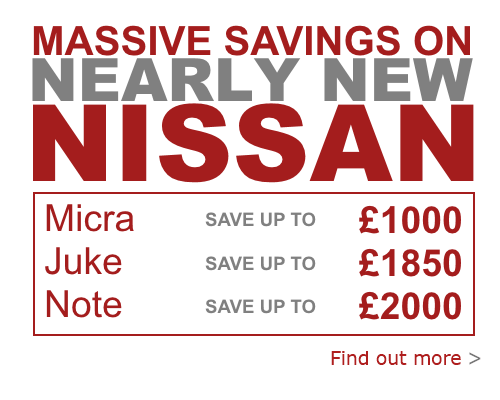 MASSIVE SAVINGS ON
NEARLY NEW
NISSAN
Micra SAVE UP TO £1000
Juke SAVE UP TO £1850
Note SAVE UP TO £2000
Find out more >